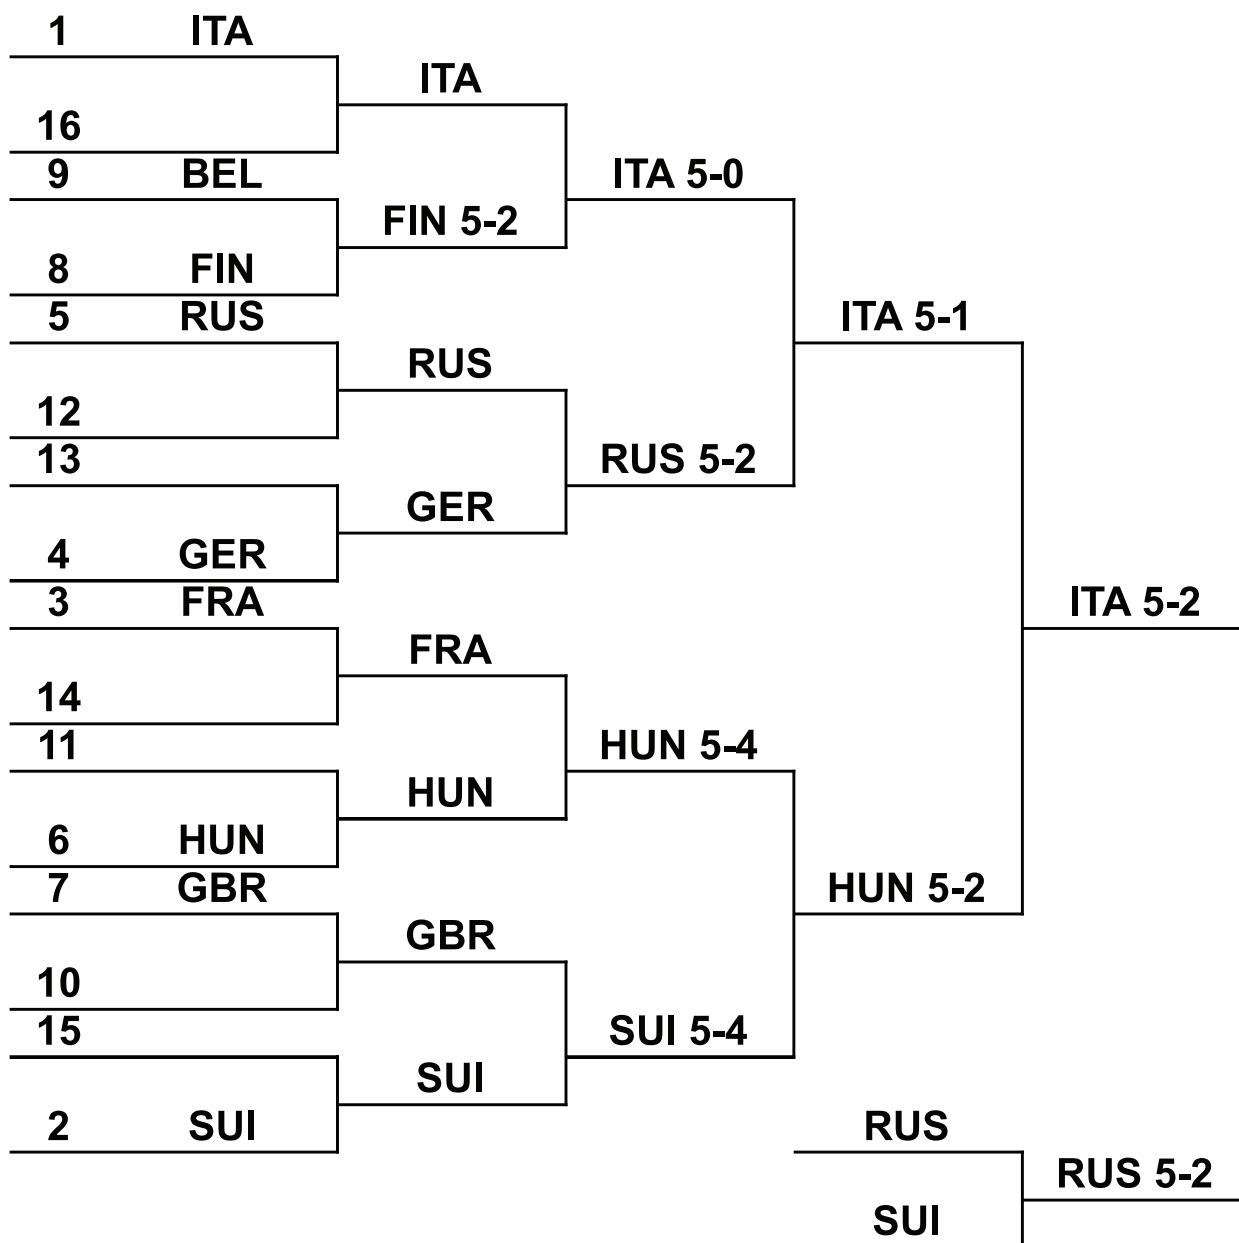 1 ITA
ITA
16
9 BEL
ITA 5-0
FIN 5-2
8 FIN
5 RUS
ITA 5-1
RUS
12
13
RUS 5-2
GER
4 GER
3 FRA
ITA 5-2
FRA
14
11
HUN 5-4
HUN
6 HUN
7 GBR
HUN 5-2
GBR
10
15
SUI 5-4
SUI
2 SUI
RUS
RUS 5-2
SUI